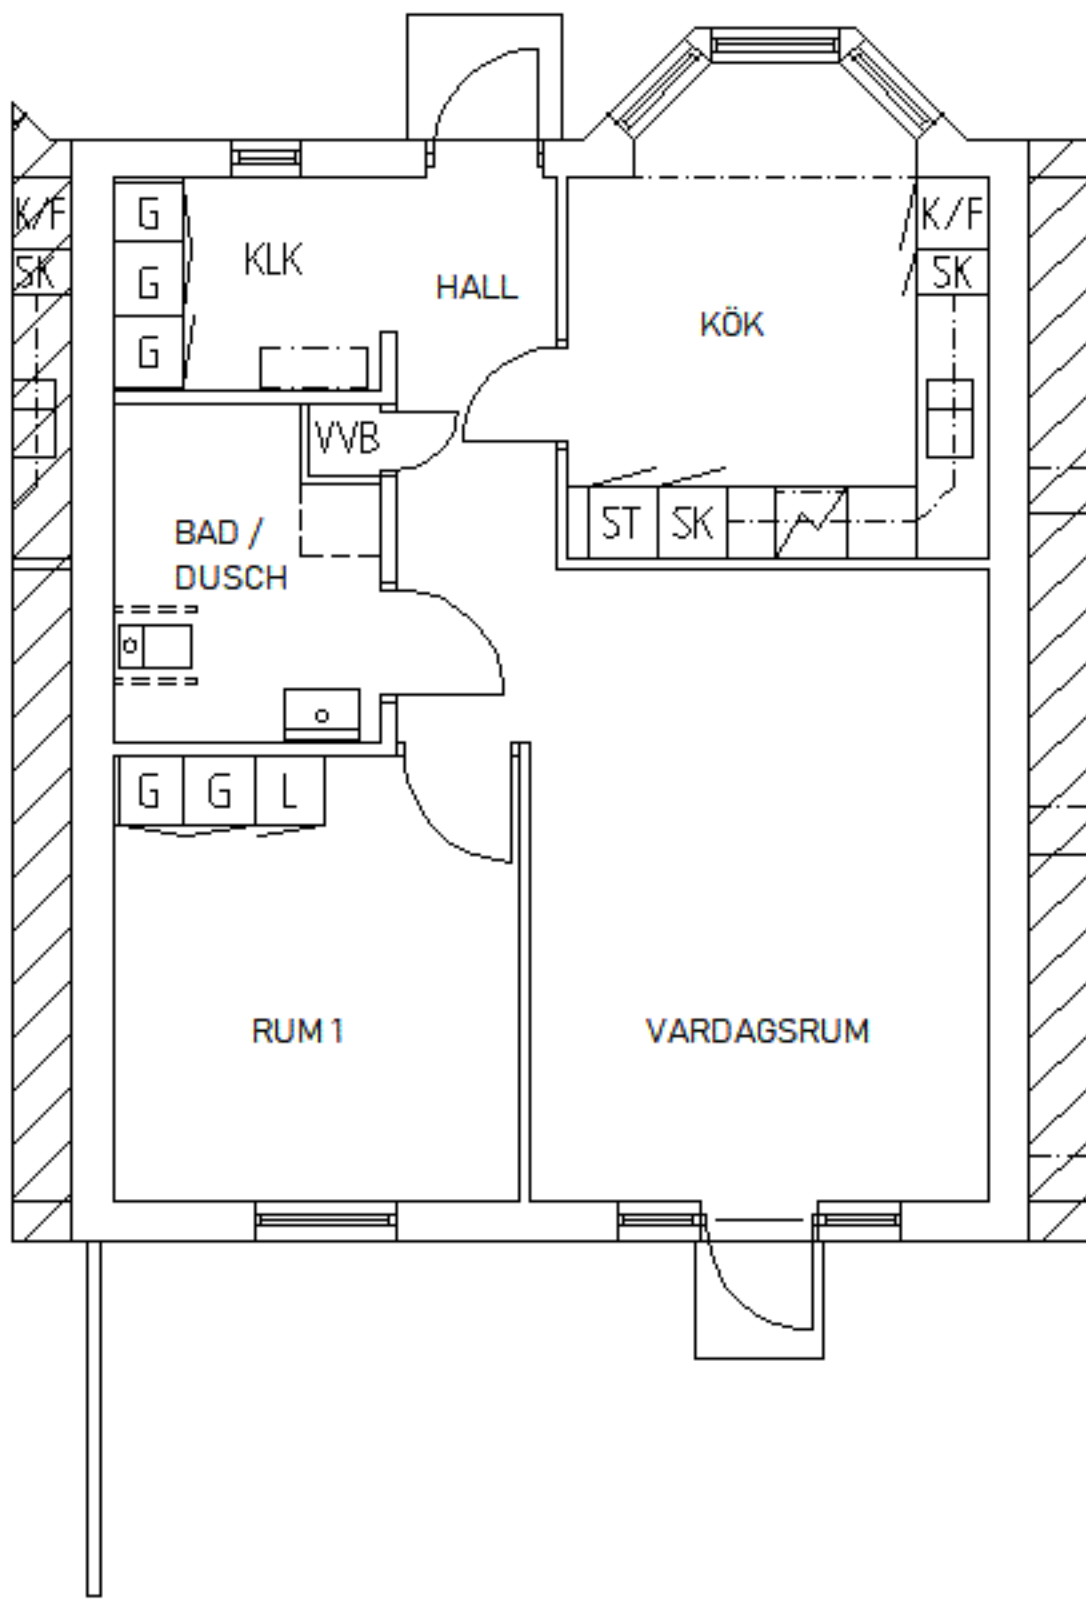 K/F
SK
G
G
G
KLK
HALL
KÖK
K/F
SK
VVB
ST
SK
BAD /
DUSCH
G
G
L
RUM 1
VARDAGSRUM